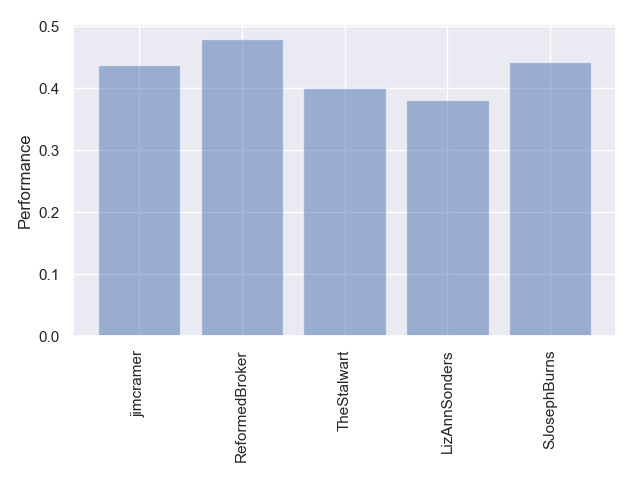 0.5
0.4
0.3
0.2
0.1
0.0
Performance
jimcramer
ReformedBroker
TheStalwart
LizAnnSonders
SJosephBurns